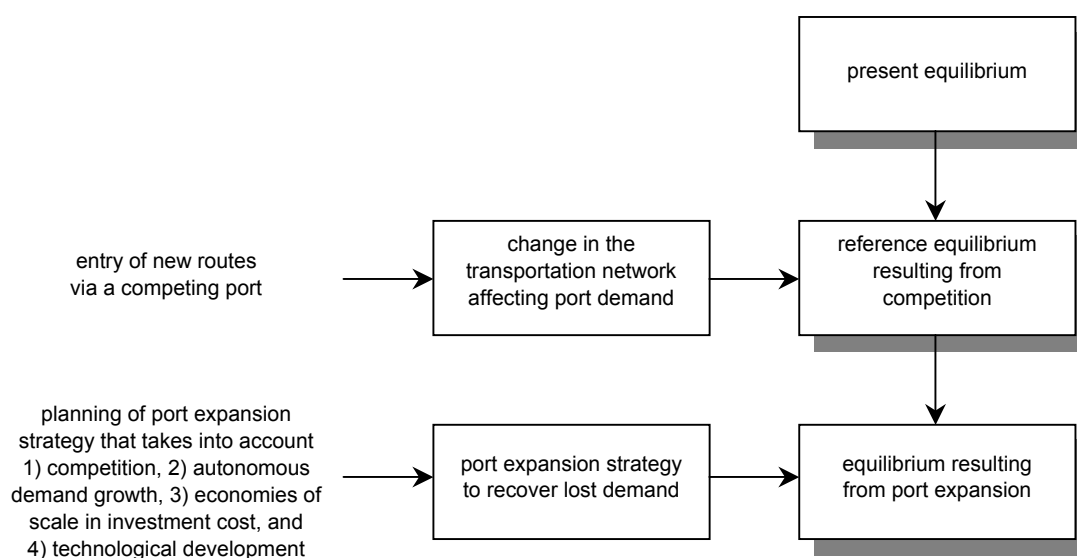 present equilibrium
entry of new routes
via a competing port
change in the
transportation network
affecting port demand
reference equilibrium
resulting from
competition
planning of port expansion
strategy that takes into account
1) competition, 2) autonomous
demand growth, 3) economies of
scale in investment cost, and
4) technological development
port expansion strategy
to recover lost demand
equilibrium resulting
from port expansion